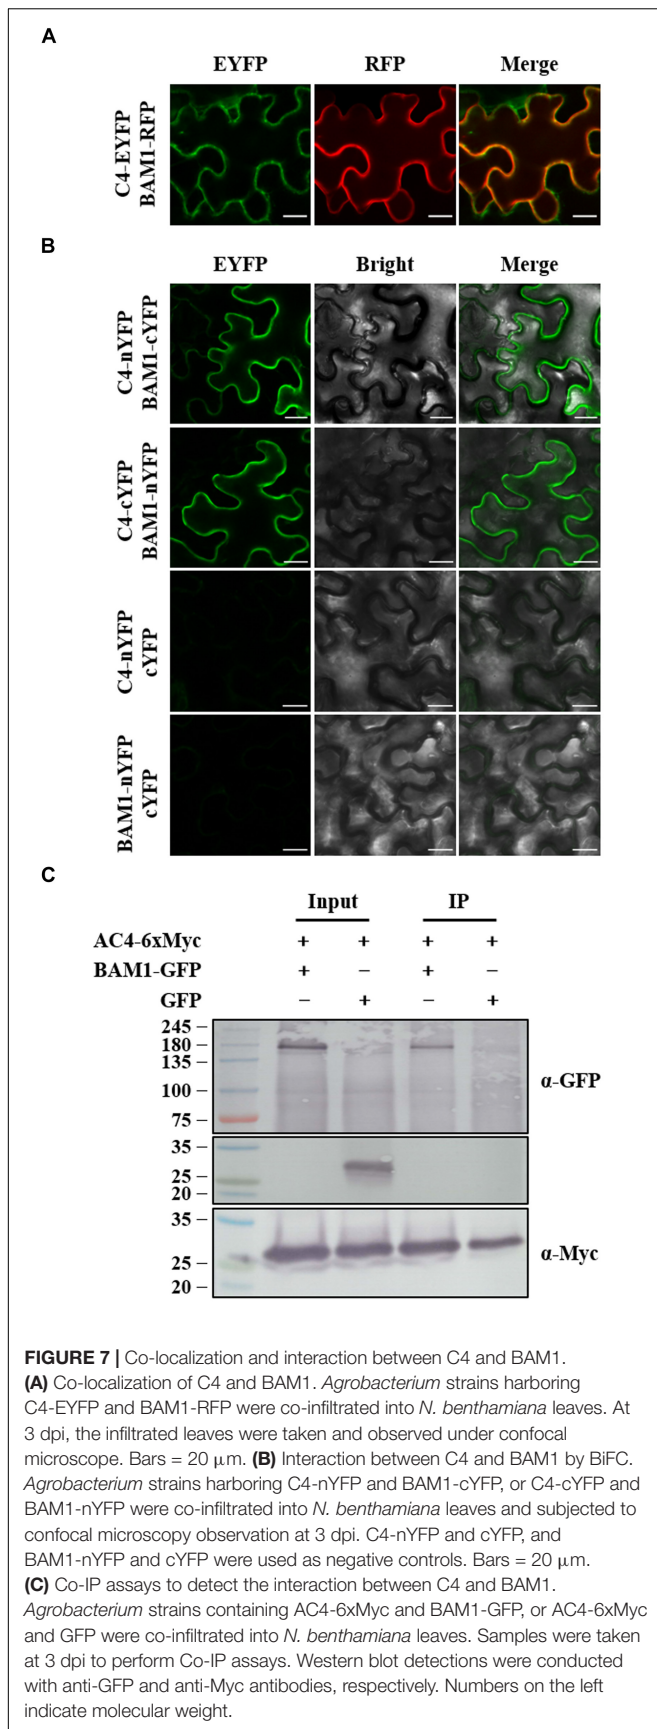 A
EYFP RFP Merge
C4-EYFP
BAM1-RFP
B
EYFP Bright Merge
C4-nYFP
BAM1-cYFP
C4-cYFP
BAM1-nYFP
C4-nYFP
cYFP
BAM1-nYFP
cYFP
C
Input IP
AC4-6xMyc + + + +
BAM1-GFP + – + –
GFP – + – +
245 –
180 –
135 –
100 –
75 –
α-GFP
35 –
25 –
20 –
35 –
25 –
20 –
α-Myc
FIGURE 7 | Co-localization and interaction between C4 and BAM1.
(A) Co-localization of C4 and BAM1. Agrobacterium strains harboring
C4-EYFP and BAM1-RFP were co-infiltrated into N. benthamiana leaves. At
3 dpi, the infiltrated leaves were taken and observed under confocal
microscope. Bars = 20 μm. (B) Interaction between C4 and BAM1 by BiFC.
Agrobacterium strains harboring C4-nYFP and BAM1-cYFP, or C4-cYFP and
BAM1-nYFP were co-infiltrated into N. benthamiana leaves and subjected to
confocal microscopy observation at 3 dpi. C4-nYFP and cYFP, and
BAM1-nYFP and cYFP were used as negative controls. Bars = 20 μm.
(C) Co-IP assays to detect the interaction between C4 and BAM1.
Agrobacterium strains containing AC4-6xMyc and BAM1-GFP, or AC4-6xMyc
and GFP were co-infiltrated into N. benthamiana leaves. Samples were taken
at 3 dpi to perform Co-IP assays. Western blot detections were conducted
with anti-GFP and anti-Myc antibodies, respectively. Numbers on the left
indicate molecular weight.